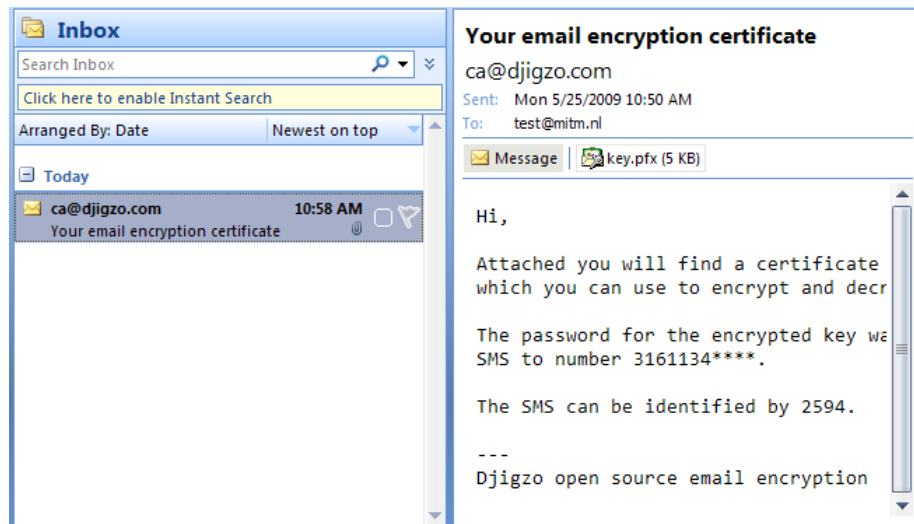 Inbox
Search Inbox
Click here to enable Instant Search
Arranged By: Date Newest on top
Today
ca@djigzo.com 10:58 AM
Your email encryption certificate
Your email encryption certificate
ca@djigzo.com
Sent: Mon 5/25/2009 10:50 AM
To: test@mitm.nl
Message key.pfx (5 KB)
Hi,
Attached you will find a certificate
which you can use to encrypt and decr
The password for the encrypted key wa
SMS to number 3161134****.
The SMS can be identified by 2594.
---
Djigzo open source email encryption